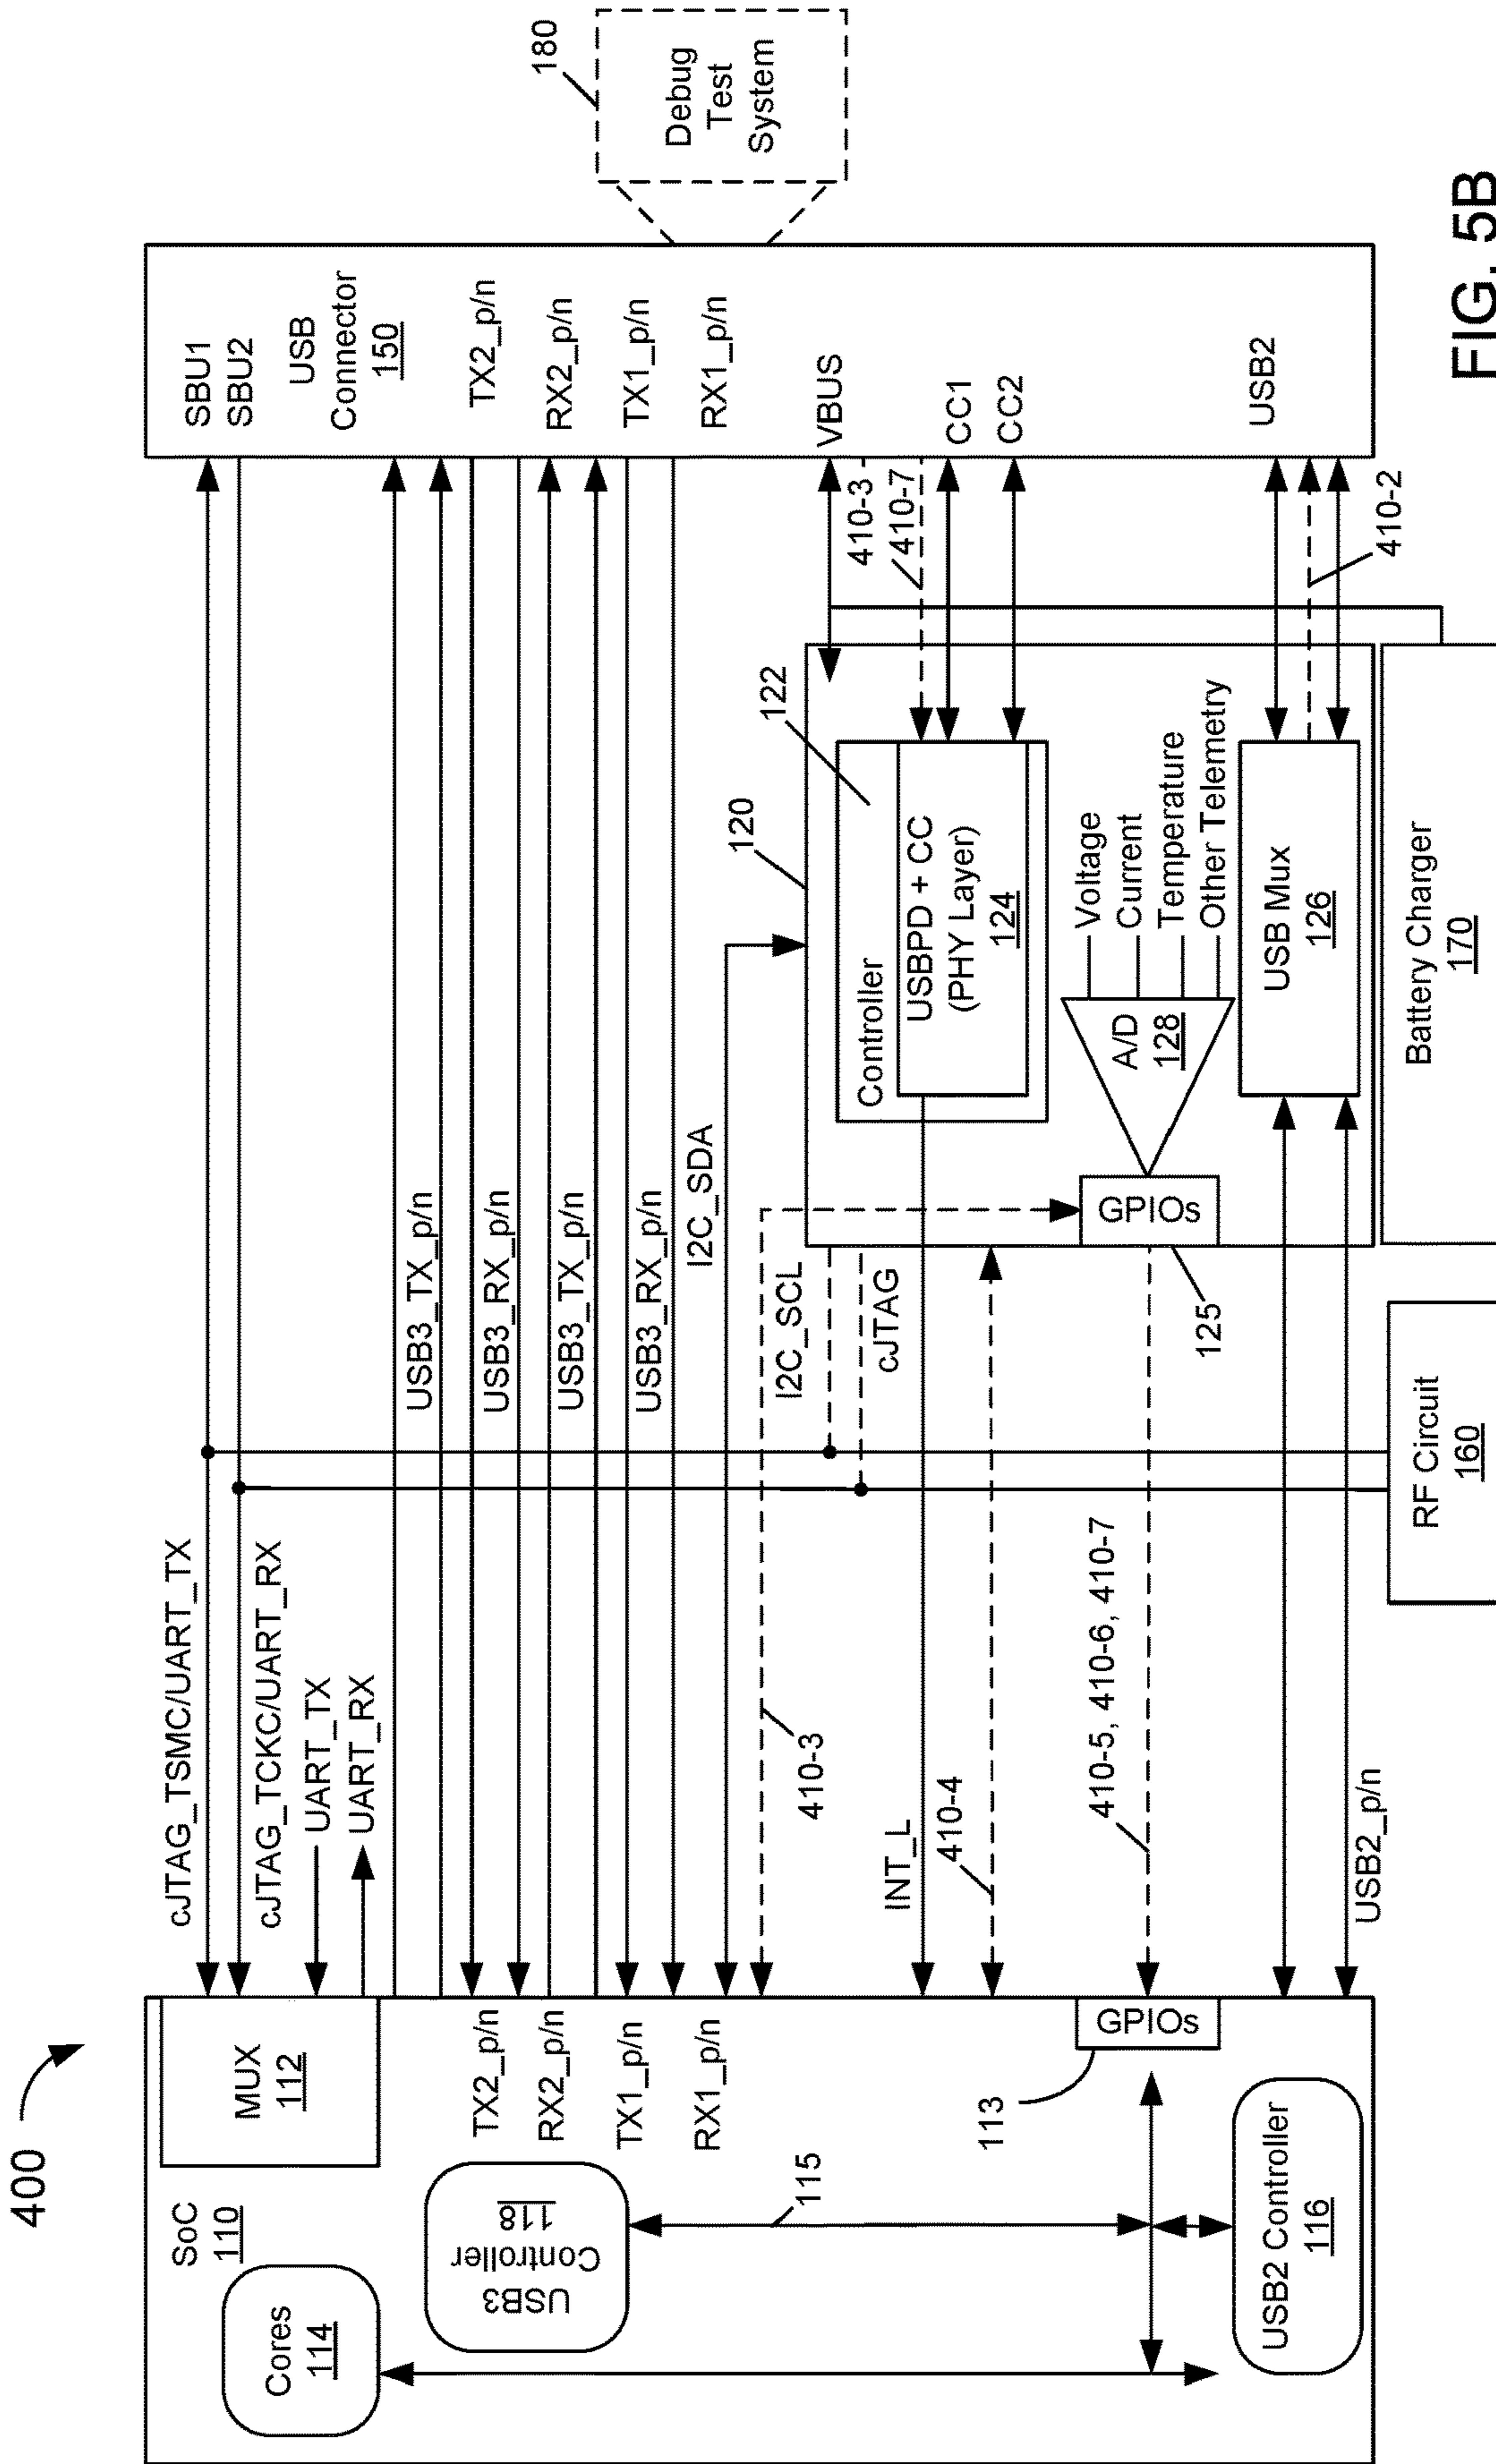 400
SoC
110
MUX
112
Cores
114
USB3
Controller
118
TX2_p/n
RX2_p/n
TX1_p/n
RX1_p/n
115
113
GPIOs
USB2 Controller
116
cJTAG_TSMC/UART_TX
cJTAG_TCKC/UART_RX
UART_TX
UART_RX
USB3_TX_p/n
USB3_RX_p/n
USB3_TX_p/n
USB3_RX_p/n
I2C_SDA
410-3
I2C_SCL
cJTAG
INT_L
410-4
410-5, 410-6, 410-7
USB2_p/n
RF Circuit
160
120
122
Controller
USBPD + CC
(PHY Layer)
124
GPIOs
125
A/D
128
Voltage
Current
Temperature
Other Telemetry
USB Mux
126
Battery Charger
170
410-3
410-7
410-2
SBU1
SBU2
USB
Connector
150
TX2_p/n
RX2_p/n
TX1_p/n
RX1_p/n
VBUS
CC1
CC2
USB2
180
Debug
Test
System
FIG. 5B